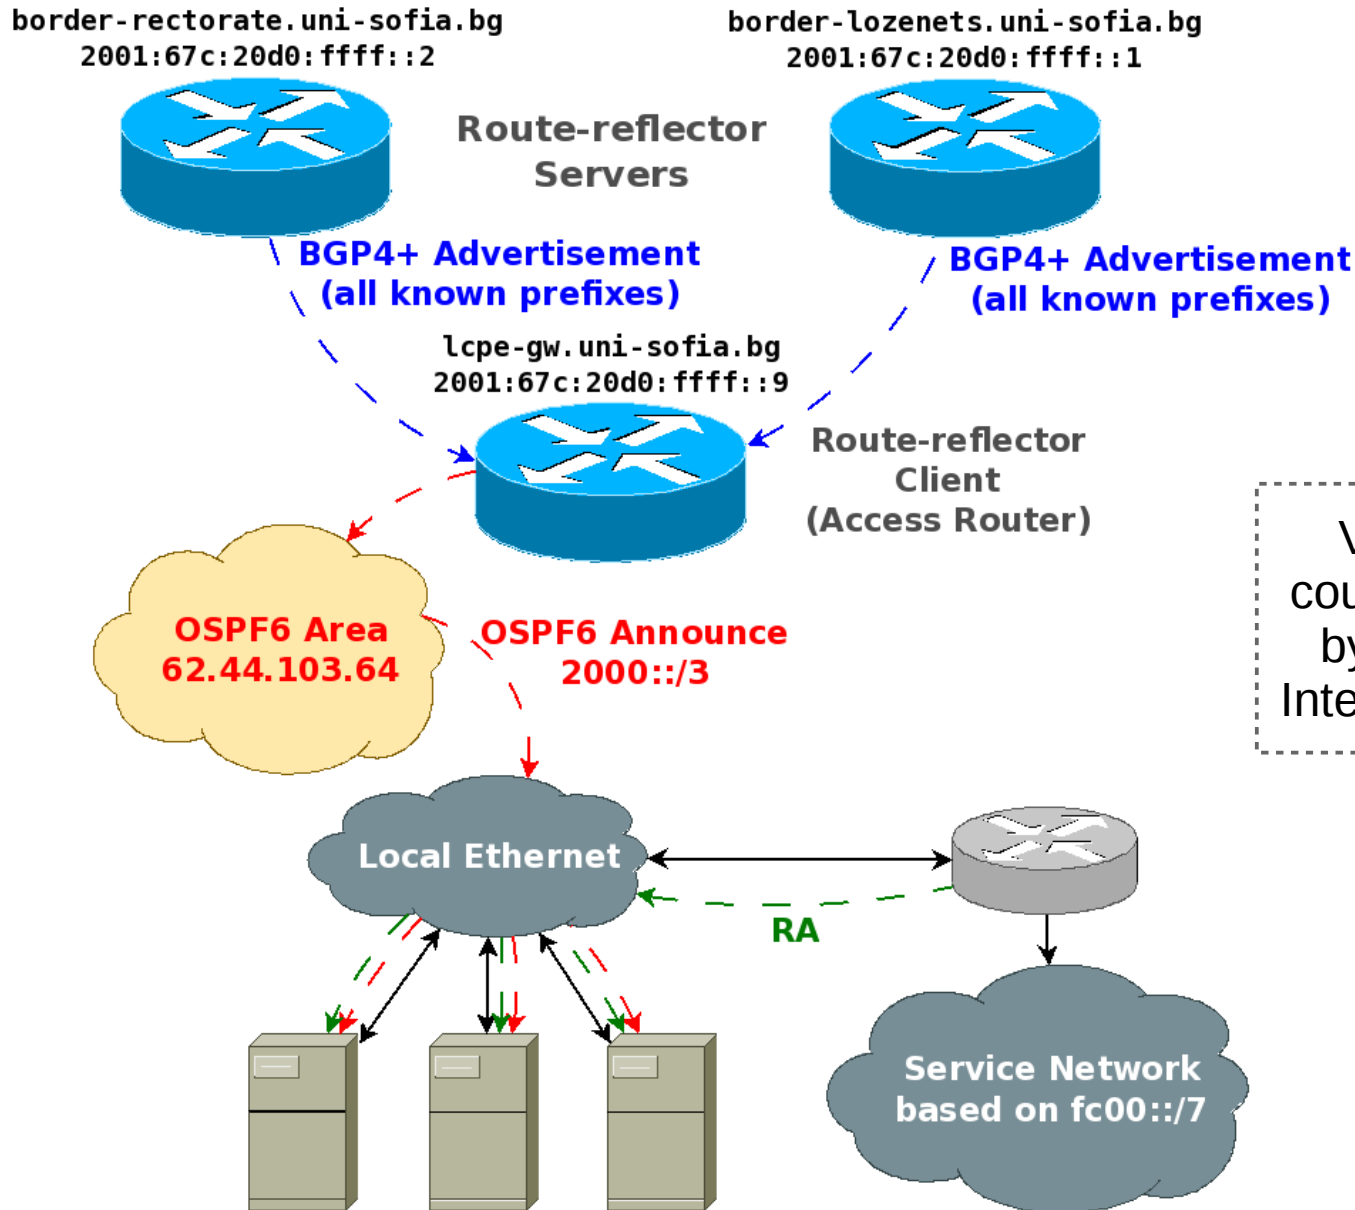 border-rectorate.uni-sofia.bg
2001:67c:20d0:ffff::2
border-lozenets.uni-sofia.bg
2001:67c:20d0:ffff::1
Route-reflector
Servers
BGP4+ Advertisement
(all known prefixes)
BGP4+ Advertisement
(all known prefixes)
lcpe-gw.uni-sofia.bg
2001:67c:20d0:ffff::9
Route-reflector
Client
(Access Router)
OSPF6 Area
62.44.103.64
OSPF6 Announce
2000::/3
Local Ethernet
RA
Service Network
based on fc00::/7